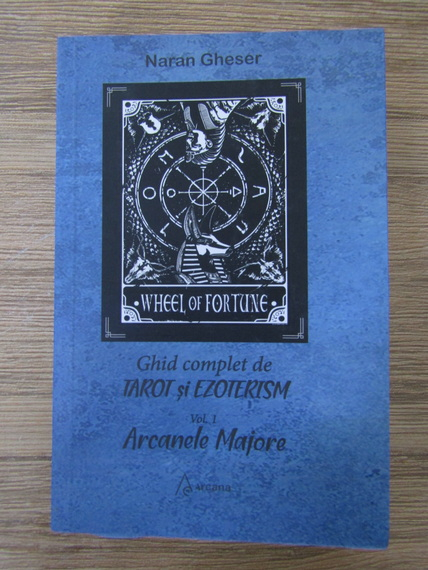 Naran Gheser
WHEEL OF FORTUNE
Ghid complet de
TAROT și EZOTERISM
Vol. 1
Arcanele Majore
Arcana